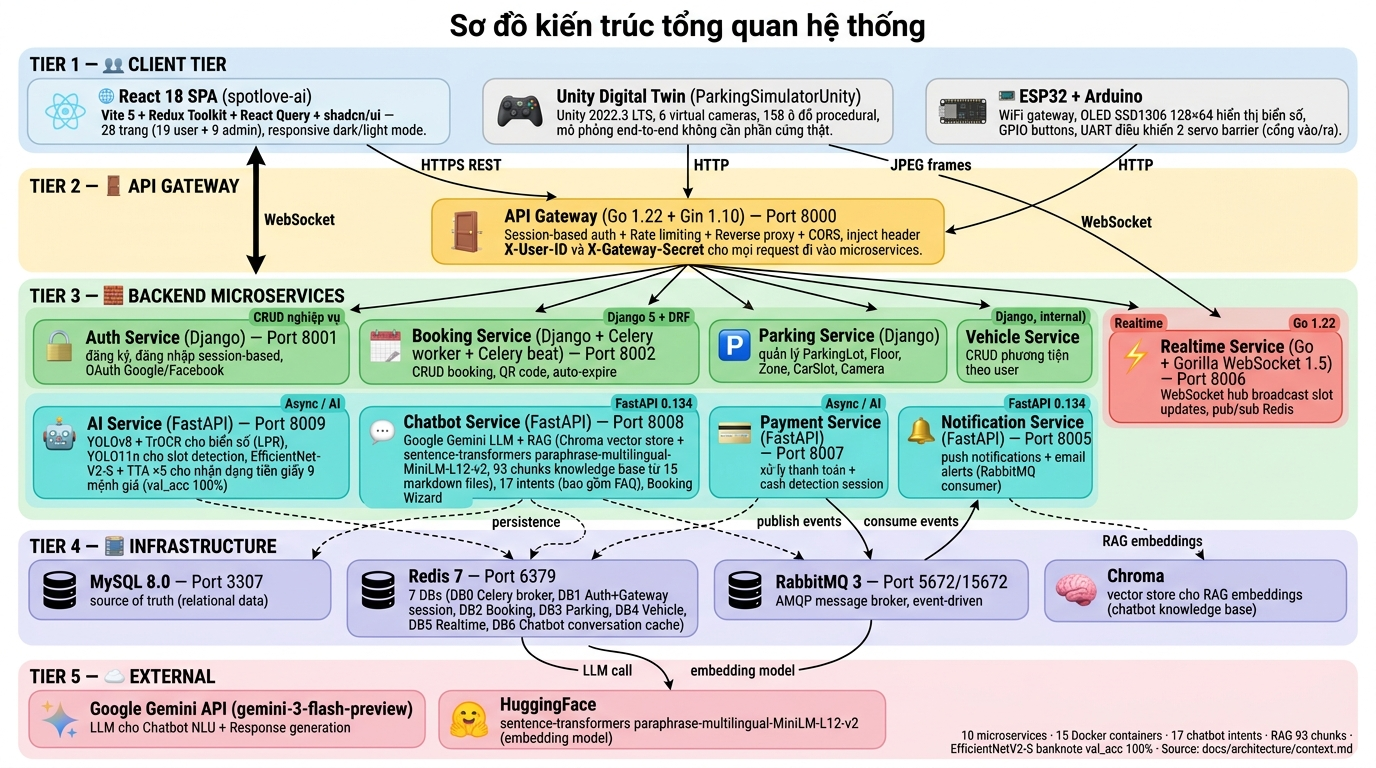 Sơ đồ kiến trúc tổng quan hệ thống
TIER 1 — CLIENT TIER
React 18 SPA (spotlove-ai)
Vite 5 + Redux Toolkit + React Query + shadcn/ui —
28 trang (19 user + 9 admin), responsive dark/light mode.
Unity Digital Twin (ParkingSimulatorUnity)
Unity 2022.3 LTS, 6 virtual cameras, 158 ô đỗ procedural,
mô phỏng end-to-end không cần phần cứng thật.
ESP32 + Arduino
WiFi gateway, OLED SSD1306 128×64 hiển thị biển số,
GPIO buttons, UART điều khiển 2 servo barrier (cổng vào/ra).
HTTPS REST
HTTP
JPEG frames
HTTP
TIER 2 — API GATEWAY
WebSocket
WebSocket
API Gateway (Go 1.22 + Gin 1.10) — Port 8000
Session-based auth + Rate limiting + Reverse proxy + CORS, inject header
X-User-ID và X-Gateway-Secret cho mọi request đi vào microservices.
TIER 3 — BACKEND MICROSERVICES
CRUD nghiệp vụ
Auth Service (Django) — Port 8001
đăng ký, đăng nhập session-based,
OAuth Google/Facebook
Django 5 + DRF
Booking Service (Django + Celery
worker + Celery beat) — Port 8002
CRUD booking, QR code, auto-expire
Parking Service (Django)
quản lý ParkingLot, Floor,
Zone, CarSlot, Camera
Django, internal)
Vehicle Service
CRUD phương tiện
theo user
Realtime
Go 1.22
Realtime Service (Go
+ Gorilla WebSocket 1.5)
— Port 8006
WebSocket hub broadcast slot
updates, pub/sub Redis
Async / AI
AI Service (FastAPI) — Port 8009
YOLOv8 + TrOCR cho biển số (LPR),
YOLO11n cho slot detection, EfficientNet-
V2-S + TTA ×5 cho nhận dạng tiền giấy 9
mệnh giá (val_acc 100%)
FastAPI 0.134
Chatbot Service (FastAPI) — Port 8008
Google Gemini LLM + RAG (Chroma vector store +
sentence-transformers paraphrase-multilingual-
MiniLM-L12-v2, 93 chunks knowledge base từ 15
markdown files), 17 intents (bao gồm FAQ), Booking
Wizard
Async / AI
Payment Service
(FastAPI)
— Port 8007
xử lý thanh toán +
cash detection session
FastAPI 0.134
Notification Service
(FastAPI) — Port 8005
push notifications + email
alerts (RabbitMQ
consumer)
persistence
publish events
consume events
RAG embeddings
TIER 4 — INFRASTRUCTURE
MySQL 8.0 — Port 3307
source of truth (relational data)
Redis 7 — Port 6379
7 DBs (DB0 Celery broker, DB1 Auth+Gateway
session, DB2 Booking, DB3 Parking, DB4 Vehicle,
DB5 Realtime, DB6 Chatbot conversation cache)
RabbitMQ 3 — Port 5672/15672
AMQP message broker, event-driven
Chroma
vector store cho RAG embeddings
(chatbot knowledge base)
LLM call
embedding model
TIER 5 — EXTERNAL
Google Gemini API (gemini-3-flash-preview)
LLM cho Chatbot NLU + Response generation
HuggingFace
sentence-transformers paraphrase-multilingual-MiniLM-L12-v2
(embedding model)
10 microservices · 15 Docker containers · 17 chatbot intents · RAG 93 chunks ·
EfficientNetV2-S banknote val_acc 100% · Source: docs/architecture/context.md